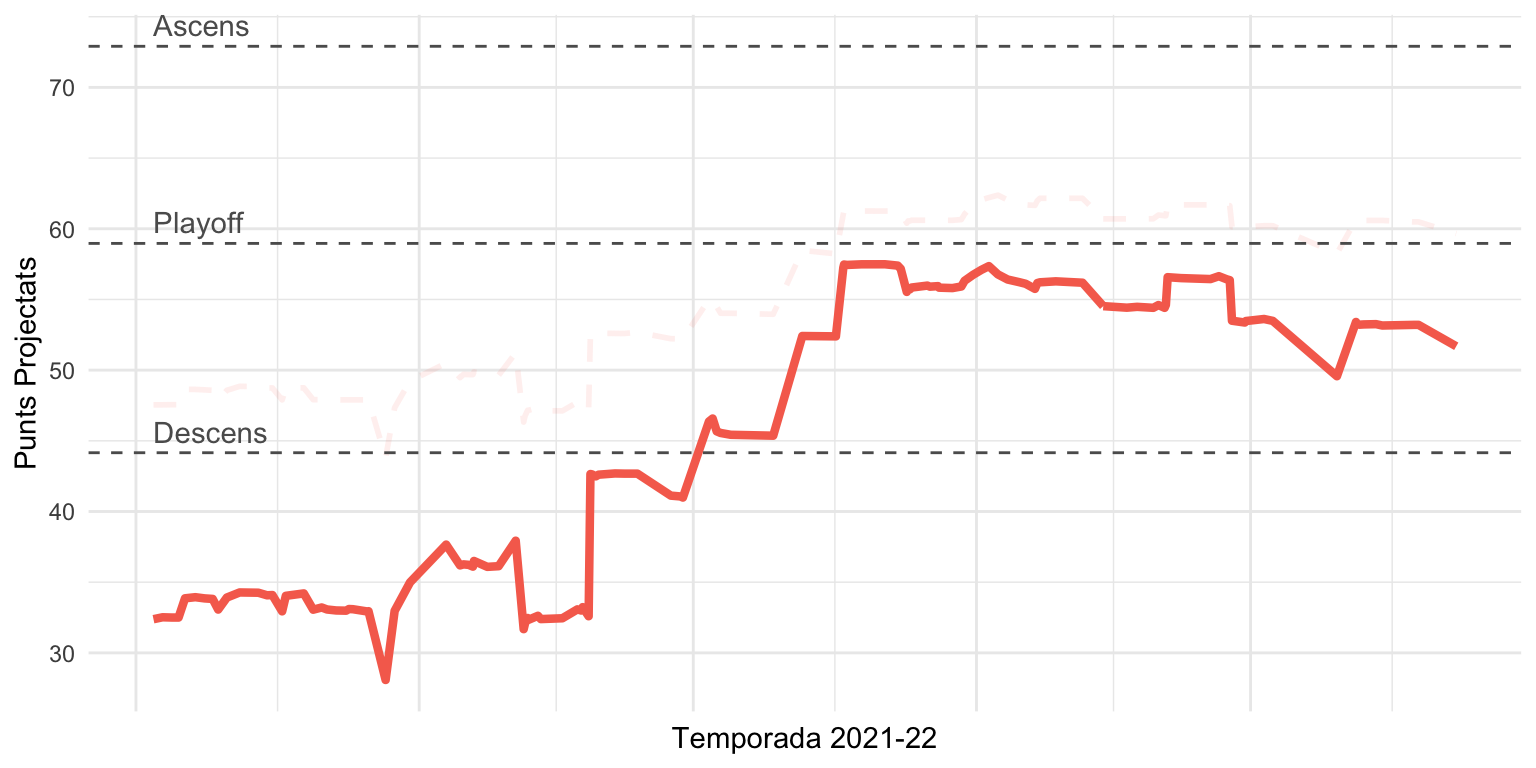 Ascens
70
Playoff
60
50
Descens
40
30
Punts Projectats
Temporada 2021-22